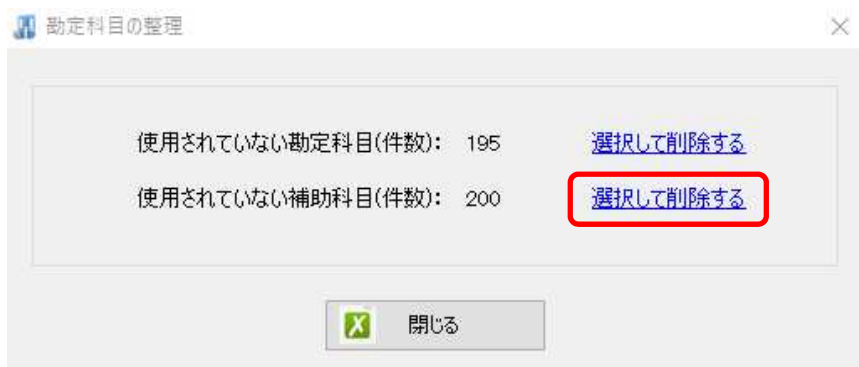 勘定科目の整理
使用されていない勘定科目(件数): 195 選択して削除する
使用されていない補助科目(件数): 200 選択して削除する
閉じる